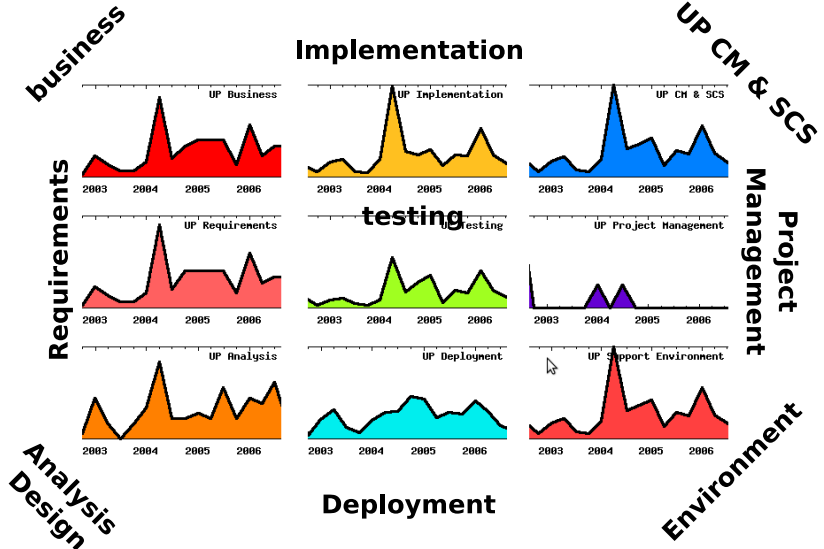 business
Implementation
UP CM & SCS
UP Business
UP Implementation
UP CM & SCS
2003 2004 2005 2006
2003 2004 2005 2006
2003 2004 2005 2006
Requirements
testing
Project
Management
UP Requirements
UP Testing
UP Project Management
2003 2004 2005 2006
2003 2004 2005 2006
2003 2004 2005 2006
UP Analysis
UP Deployment
UP Support Environment
2003 2004 2005 2006
2003 2004 2005 2006
2003 2004 2005 2006
Analysis
Design
Deployment
Environment